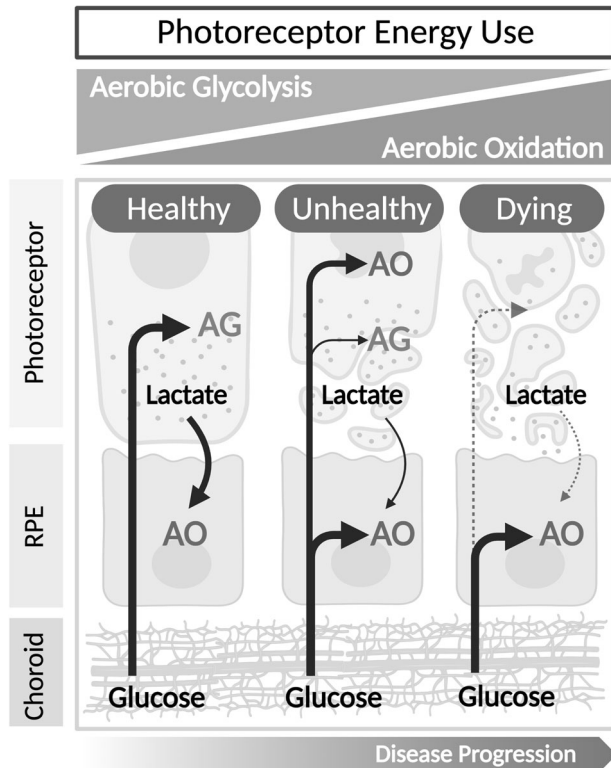 Photoreceptor Energy Use
Aerobic Glycolysis
Aerobic Oxidation
Photoreceptor
RPE
Choroid
Healthy
AG
Lactate
AO
Glucose
Unhealthy
AO
AG
Lactate
AO
Glucose
Dying
Lactate
AO
Glucose
Disease Progression